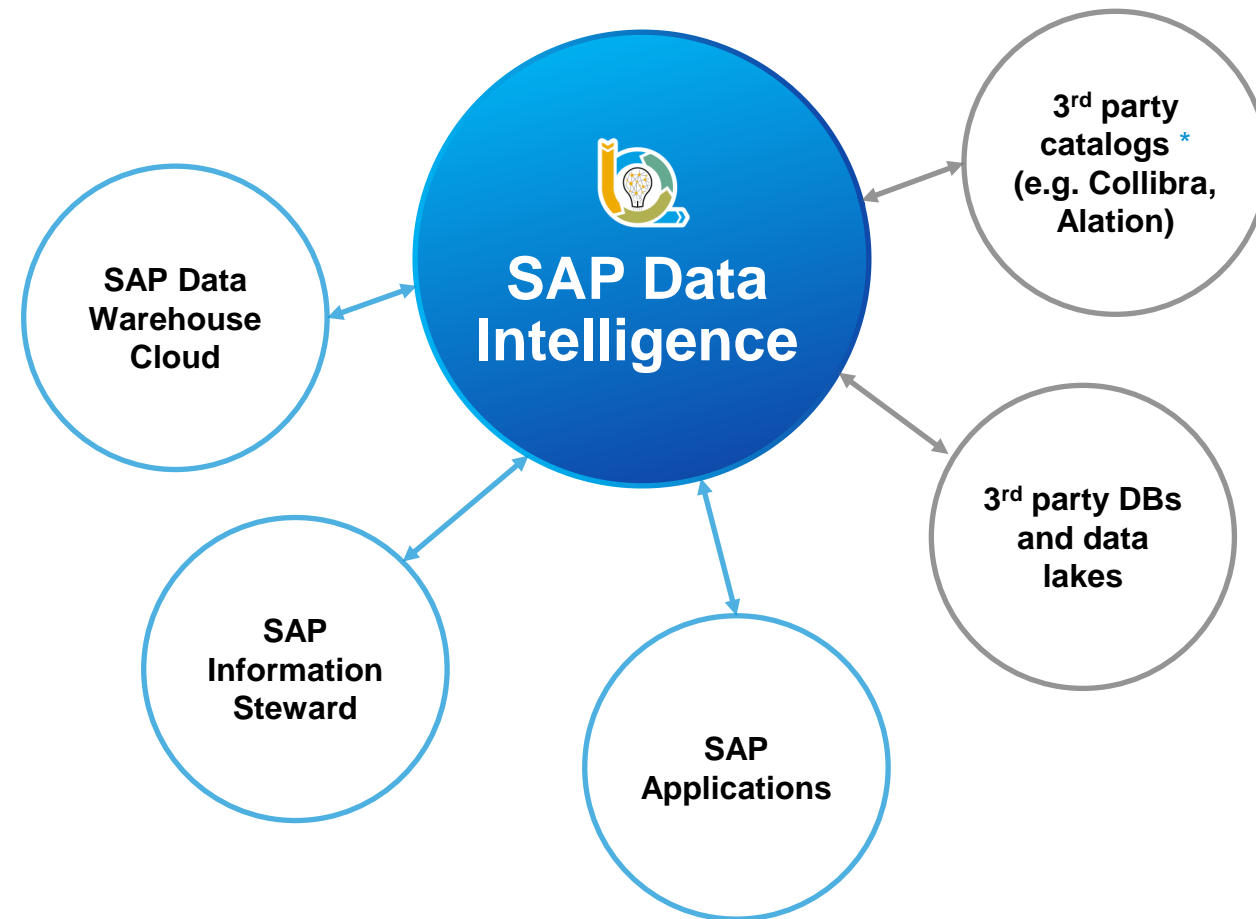 SAP Data
Intelligence
3rd party
catalogs *
(e.g. Collibra,
Alation)
SAP Data
Warehouse
Cloud
3rd party DBs
and data
lakes
SAP
Information
Steward
SAP
Applications